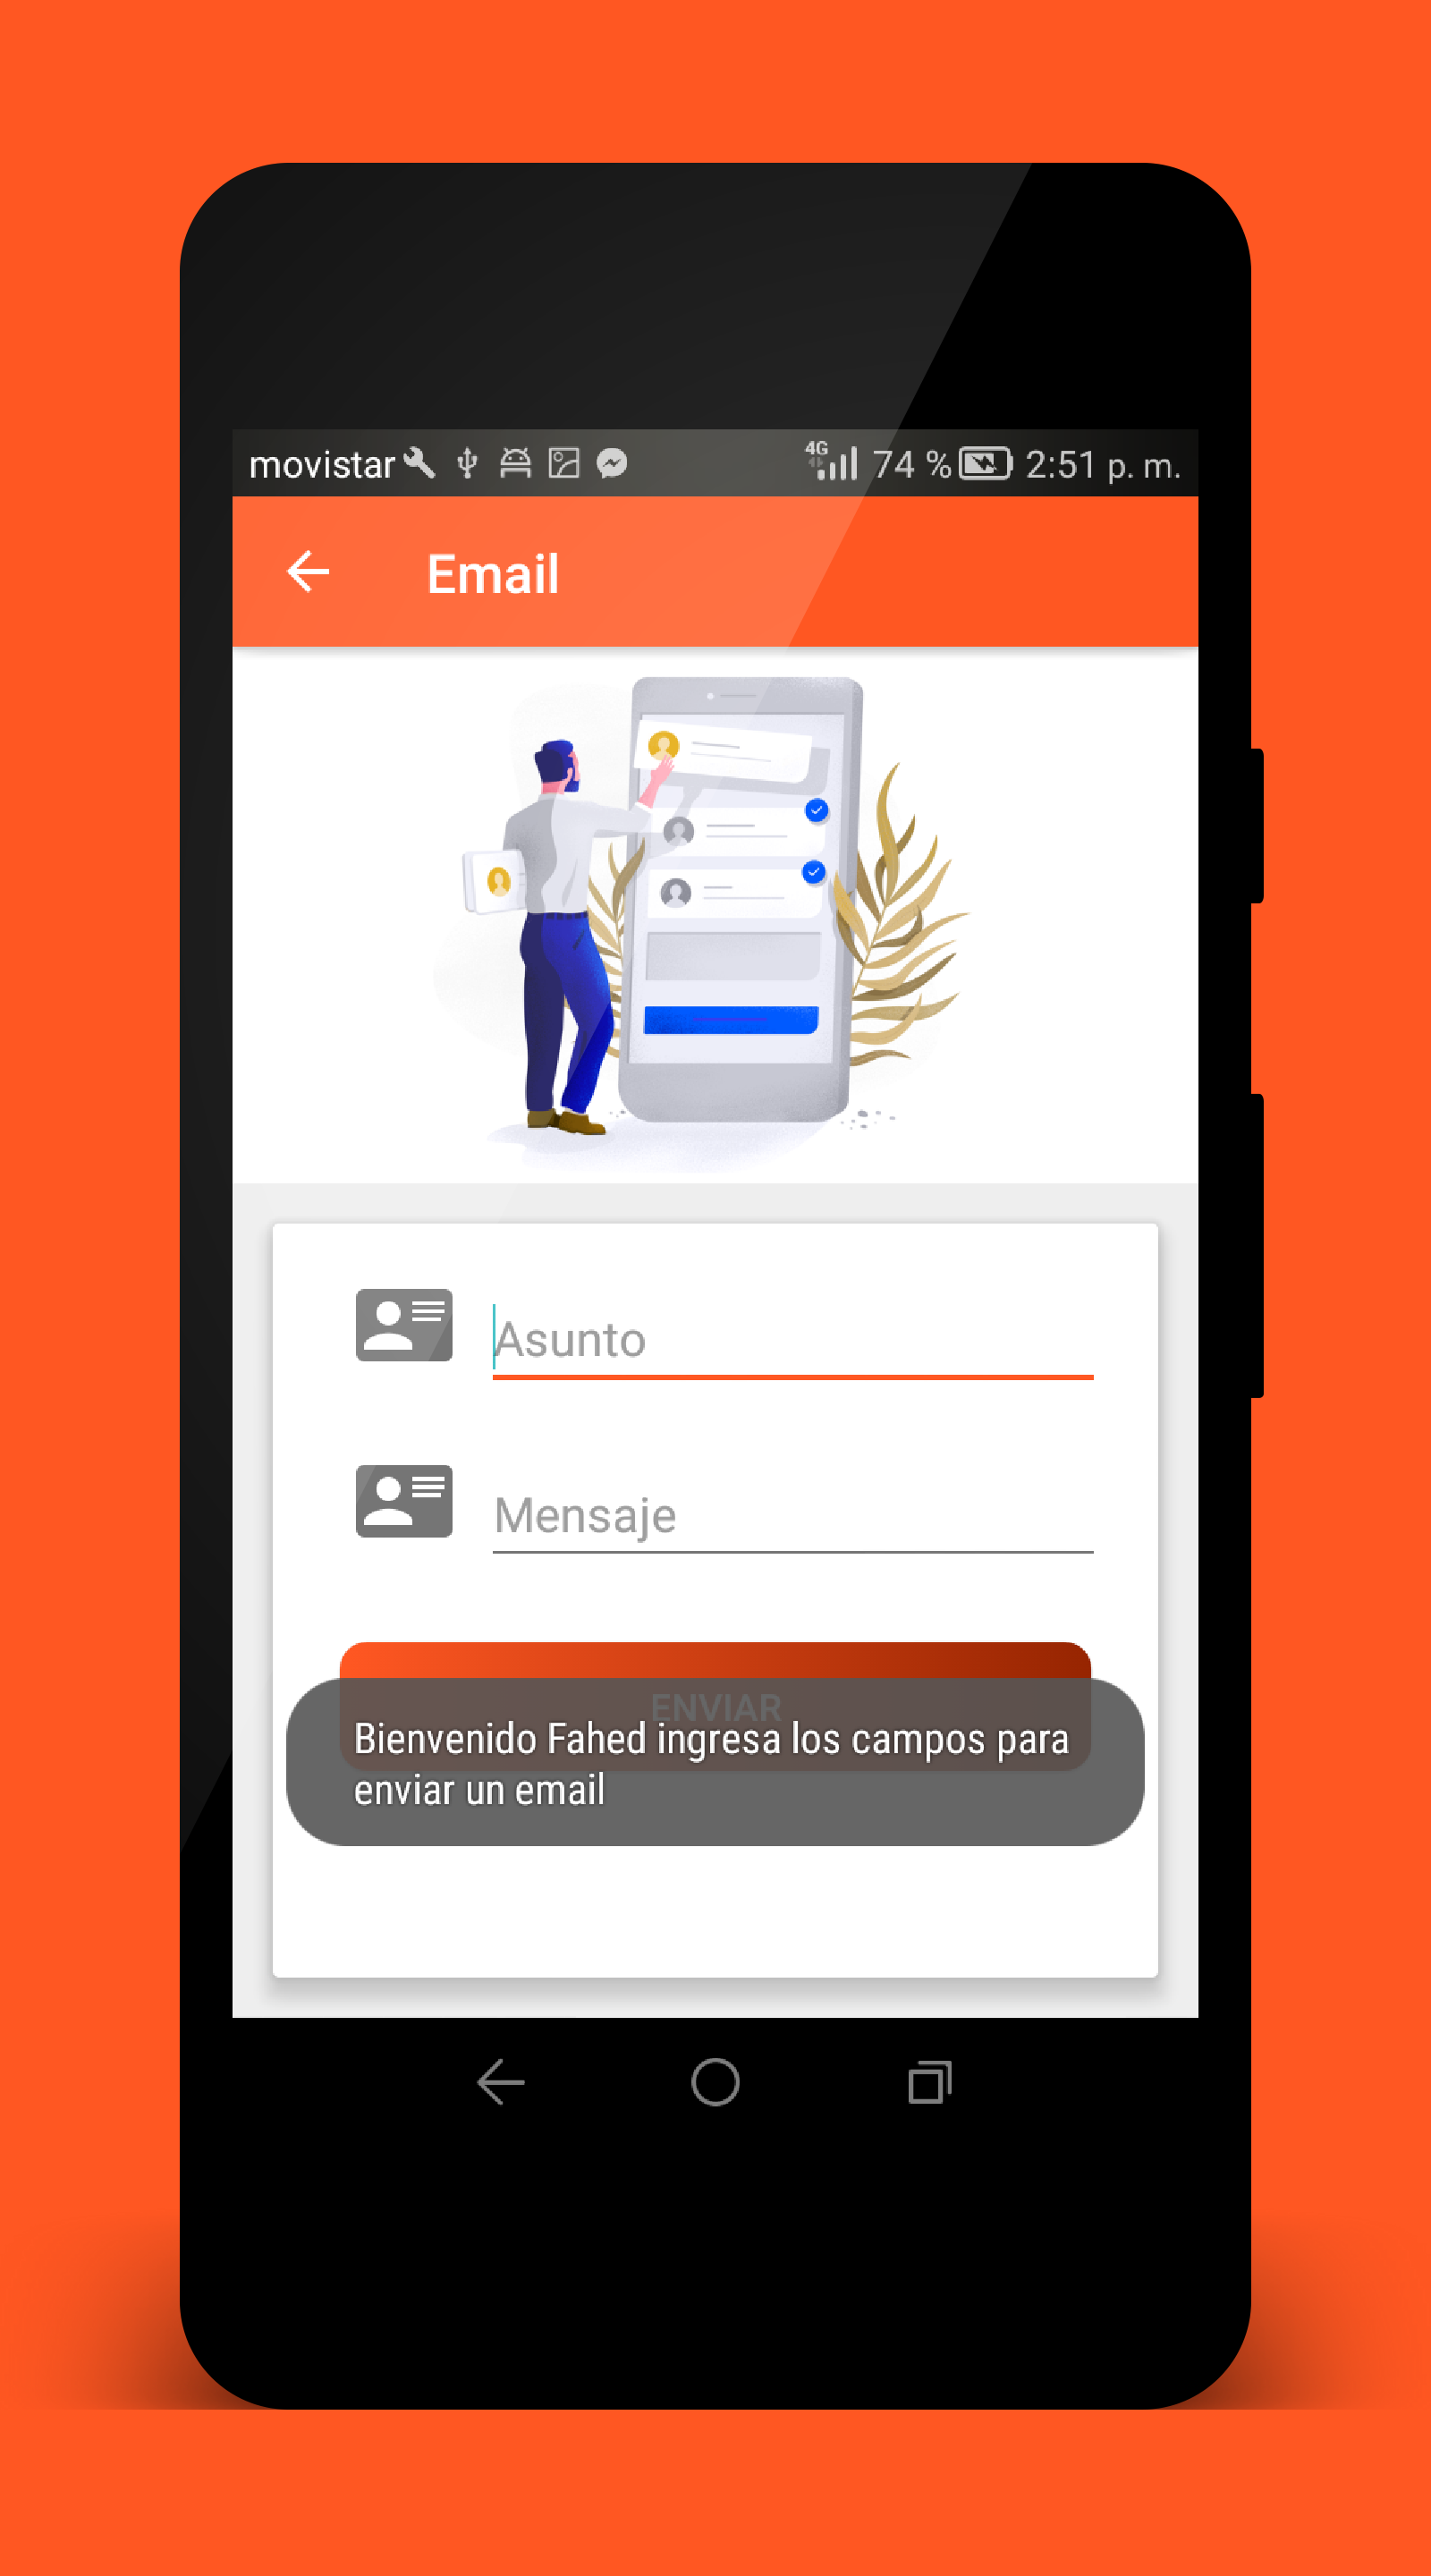 movistar 4G 74 % 2:51 p. m.
Email
Asunto
Mensaje
ENVIAR
Bienvenido Fahed ingresa los campos para
enviar un email